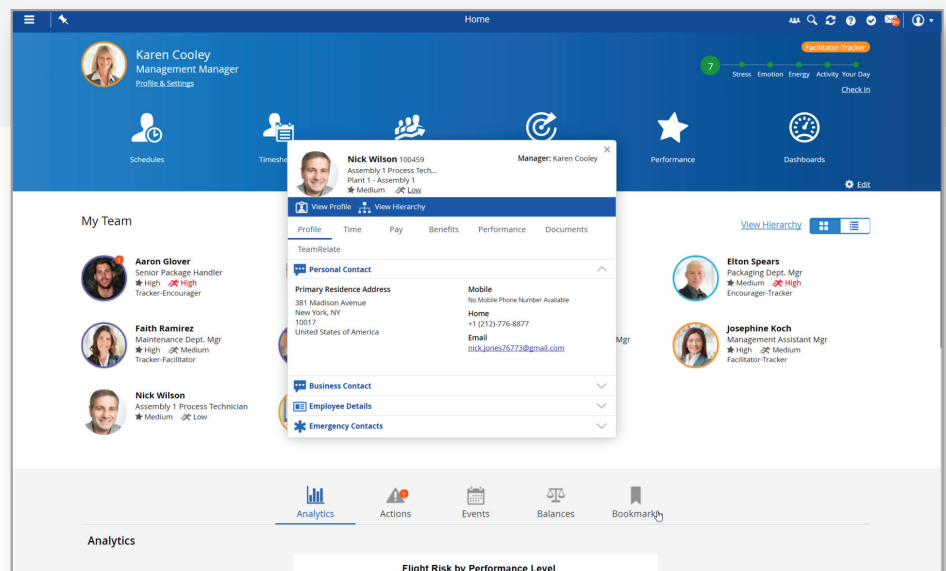 Home
9+
Karen Cooley
Management Manager
Profile & Settings
Facilitator-Tracker
7
Stress Emotion Energy Activity Your Day
Check In
Schedules
Performance
Dashboards
Edit
My Team
View Hierarchy
Aaron Glover
Senior Package Handler
High High
Tracker-Encourager
Faith Ramirez
Maintenance Dept. Mgr
High Medium
Tracker-Facilitator
Nick Wilson
Assembly 1 Process Technician
Medium Low
Nick Wilson 100459
Manager: Karen Cooley
Assembly 1 Process Tech...
Plant 1 - Assembly 1
Medium Low
View Profile View Hierarchy
Profile Time Pay Benefits Performance Documents
TeamRelate
Personal Contact
Primary Residence Address
381 Madison Avenue
New York, NY
10017
United States of America
Mobile
No Mobile Phone Number Available
Home
+1 (212)-776-8877
Email
nick.jones76773@gmail.com
Business Contact
Employee Details
Emergency Contacts
Mgr
Elton Spears
Packaging Dept. Mgr
Medium High
Encourager-Tracker
Josephine Koch
Management Assistant Mgr
High Medium
Facilitator-Tracker
Analytics Actions Events Balances Bookmark
Analytics
Flight Risk by Performance Level